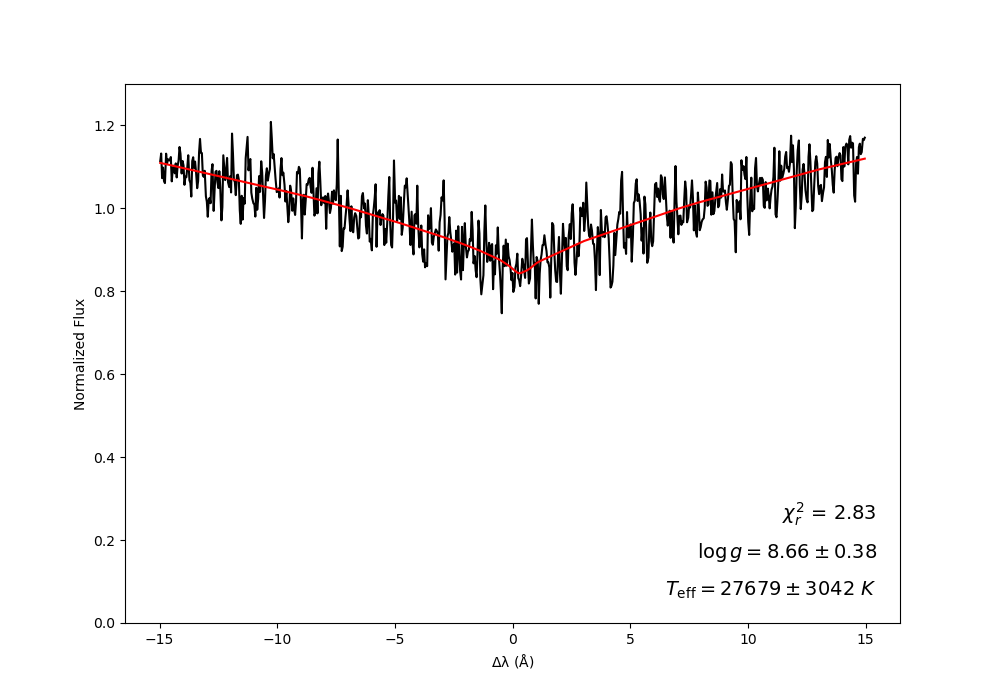 1.2
1.0
0.8
0.6
0.4
0.2
0.0
Normalized Flux
χ²ᵣ = 2.83
log g = 8.66 ± 0.38
T_eff = 27679 ± 3042 K
−15 −10 −5 0 5 10 15
Δλ (Å)